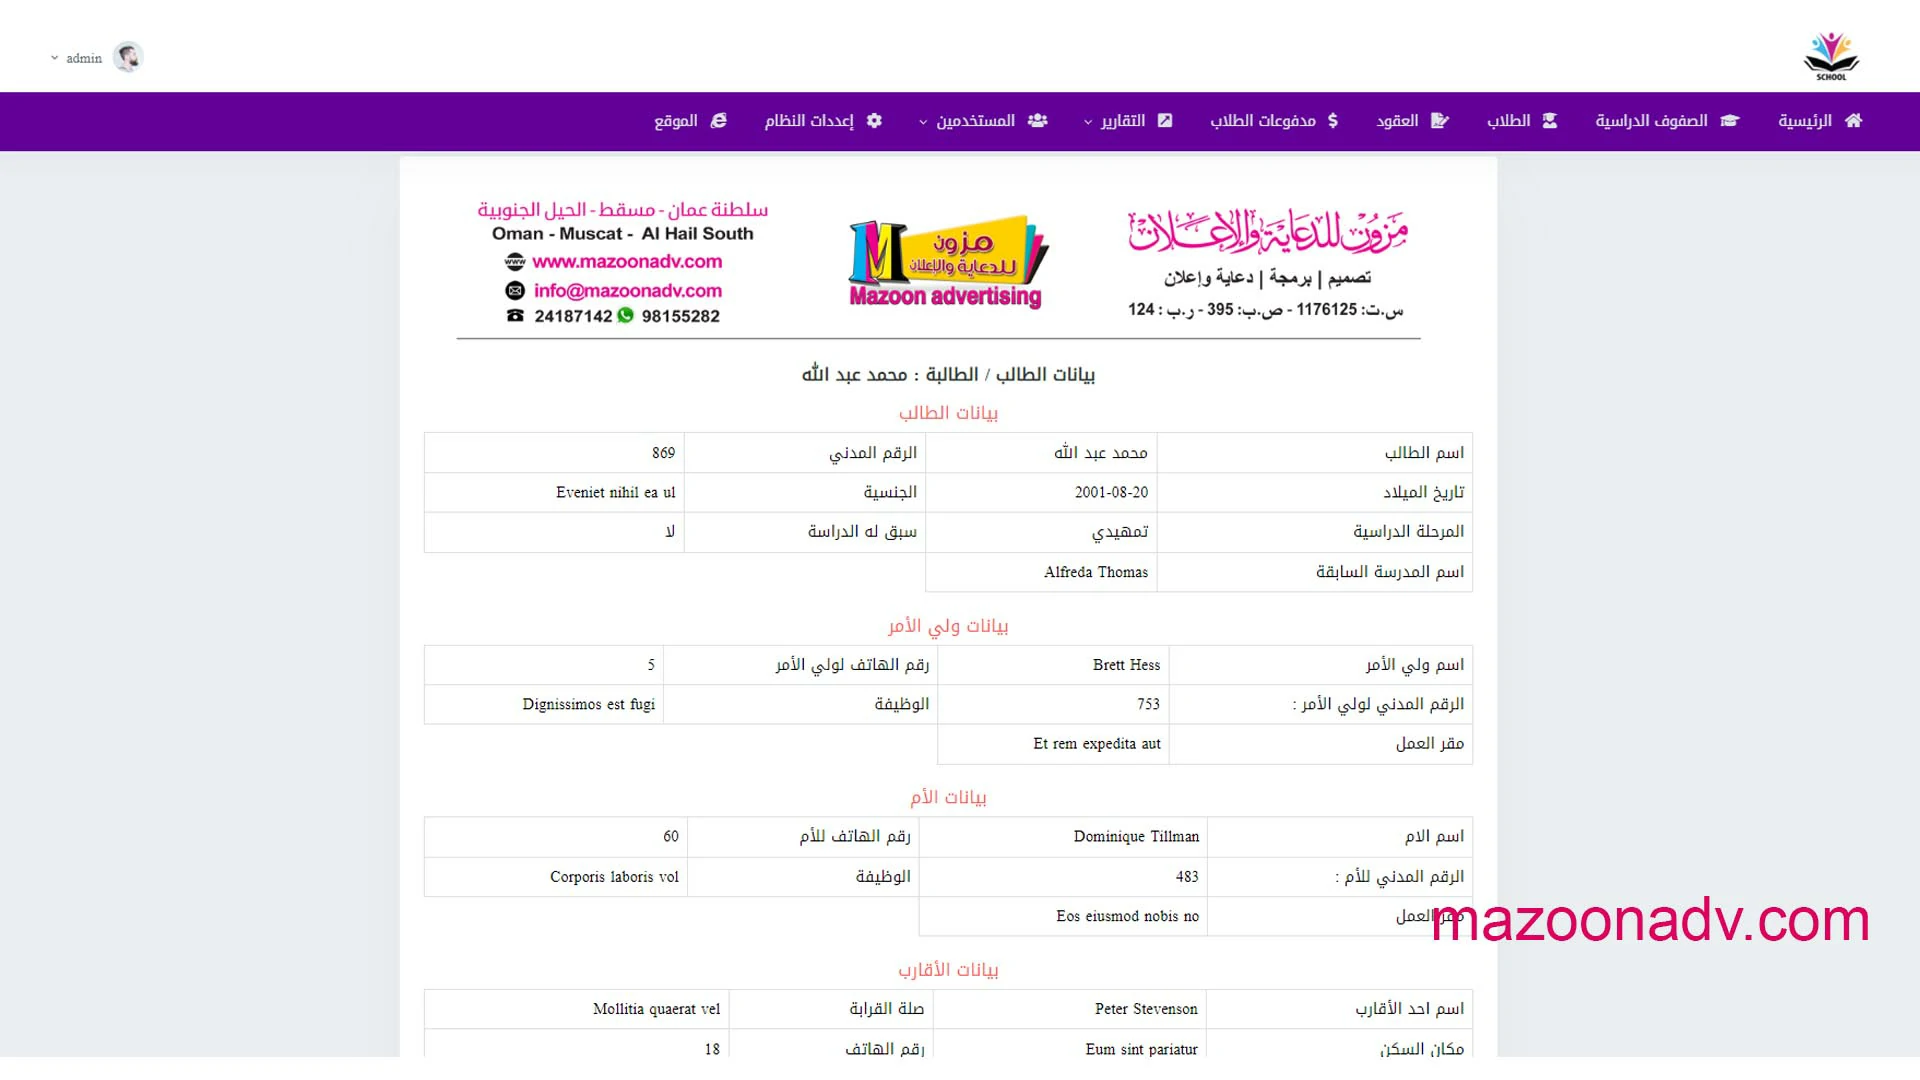 admin
SCHOOL
الرئيسية الصفوف الدراسية الطلاب العقود مدفوعات الطلاب التقارير المستخدمين إعددات النظام الموقع
مزون للدعاية والإعلان
تصميم | برمجة | دعاية وإعلان
س.ت: 1176125 - ص.ب: 395 - ر.ب : 124
مزون
للدعاية والإعلان
Mazoon advertising
سلطنة عمان - مسقط - الحيل الجنوبية
Oman - Muscat - Al Hail South
www.mazoonadv.com
info@mazoonadv.com
24187142 98155282
بيانات الطالب / الطالبة : محمد عبد الله
بيانات الطالب
اسم الطالب محمد عبد الله الرقم المدني 869
تاريخ الميلاد 2001-08-20 الجنسية Eveniet nihil ea ul
المرحلة الدراسية تمهيدي سبق له الدراسة لا
اسم المدرسة السابقة Alfreda Thomas
بيانات ولي الأمر
اسم ولي الأمر Brett Hess رقم الهاتف لولي الأمر 5
الرقم المدني لولي الأمر : 753 الوظيفة Dignissimos est fugi
مقر العمل Et rem expedita aut
بيانات الأم
اسم الام Dominique Tillman رقم الهاتف للأم 60
الرقم المدني للأم : 483 الوظيفة Corporis laboris vol
مقر العمل Eos eiusmod nobis no
mazoonadv.com
بيانات الأقارب
اسم احد الأقارب Peter Stevenson صلة القرابة Mollitia quaerat vel
مكان السكن Eum sint pariatur رقم الهاتف 18